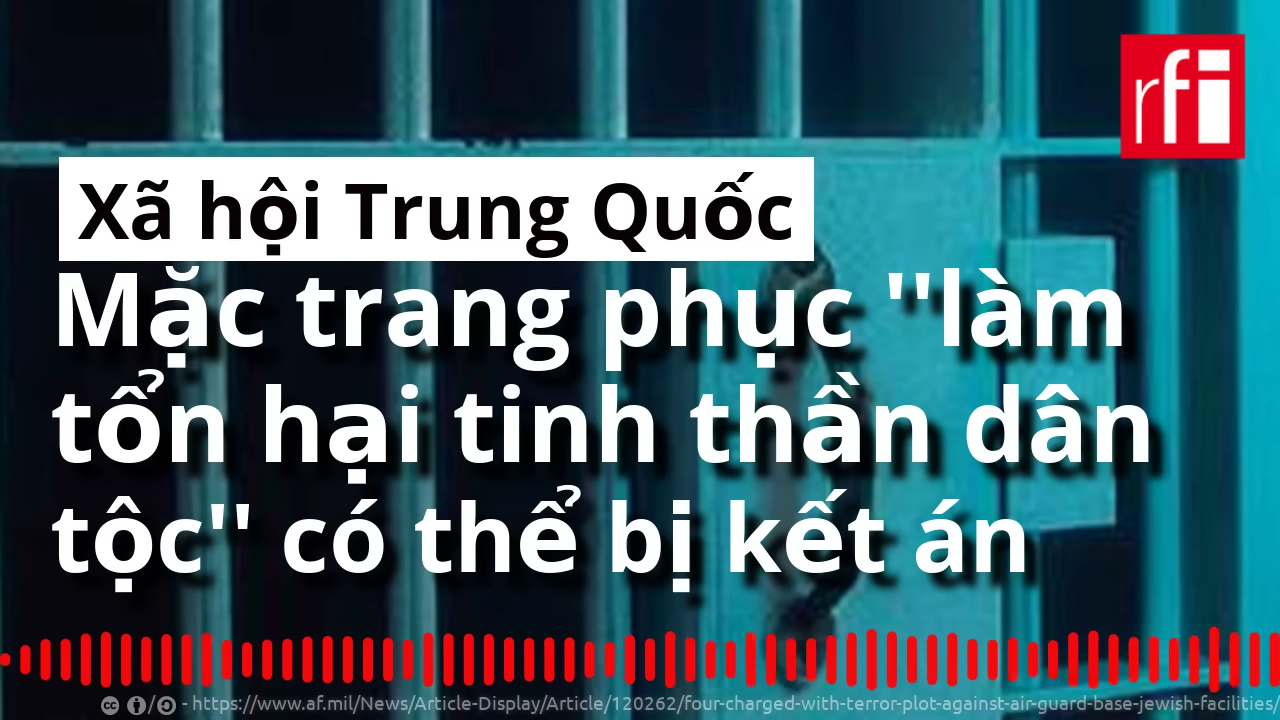 rfi
Xã hội Trung Quốc
Mặc trang phục "làm
tổn hại tinh thần dân
tộc" có thể bị kết án
cc / - https://www.af.mil/News/Article-Display/Article/120262/four-charged-with-terror-plot-against-air-guard-base-jewish-facilities/